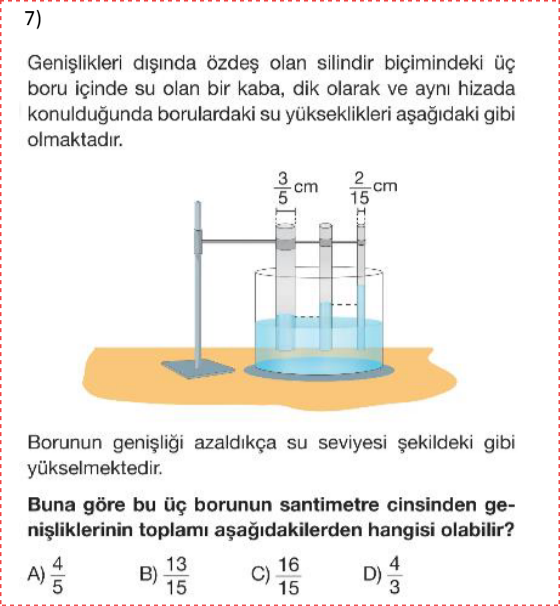 7)
Genişlikleri dışında özdeş olan silindir biçimindeki üç
boru içinde su olan bir kaba, dik olarak ve aynı hizada
konulduğunda borulardaki su yükseklikleri aşağıdaki gibi
olmaktadır.
3/5 cm
2/15 cm
Borunun genişliği azaldıkça su seviyesi şekildeki gibi
yükselmektedir.
Buna göre bu üç borunun santimetre cinsinden ge-
nişliklerinin toplamı aşağıdakilerden hangisi olabilir?
A) 4/5 B) 13/15 C) 16/15 D) 4/3